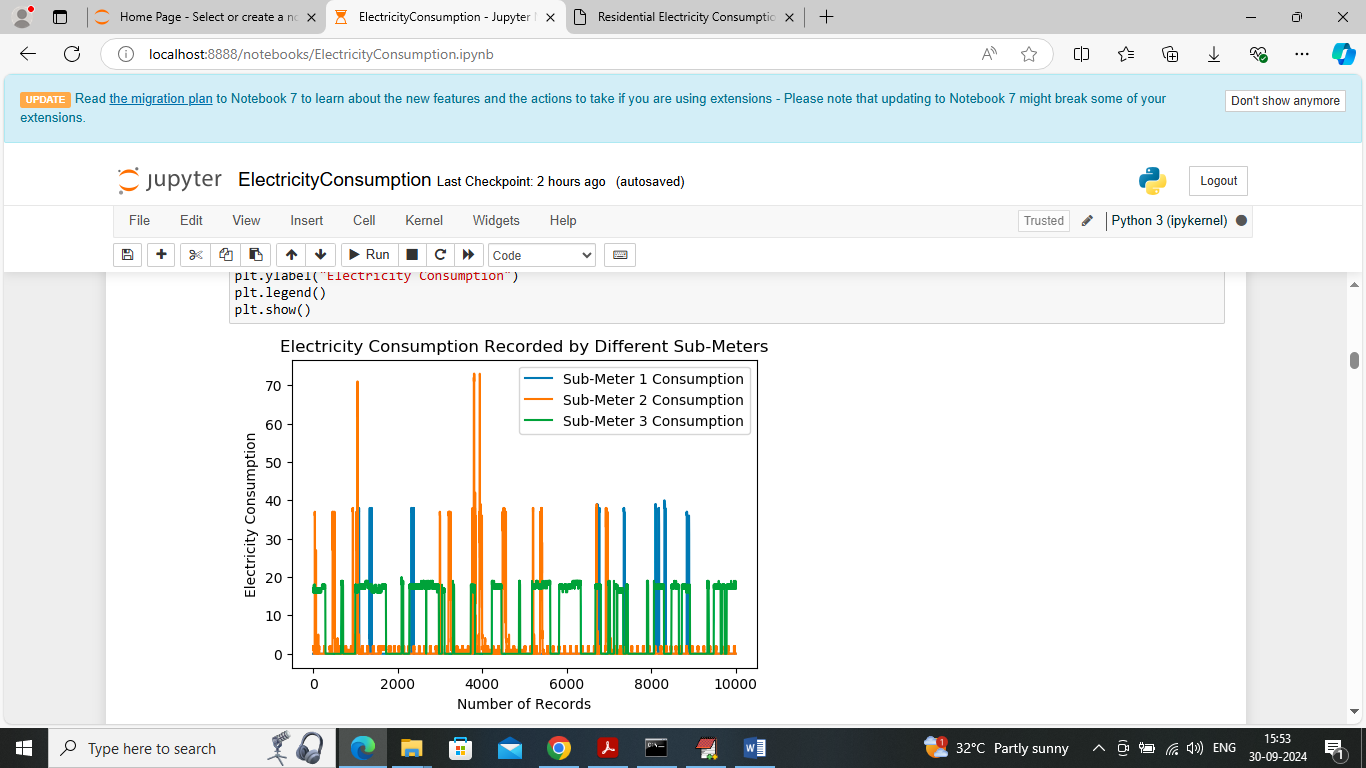 Home Page - Select or create a no
ElectricityConsumption - Jupyter
Residential Electricity Consumptio
localhost:8888/notebooks/ElectricityConsumption.ipynb
UPDATE Read the migration plan to Notebook 7 to learn about the new features and the actions to take if you are using extensions - Please note that updating to Notebook 7 might break some of your
extensions.
Don't show anymore
jupyter ElectricityConsumption Last Checkpoint: 2 hours ago (autosaved)
Logout
File Edit View Insert Cell Kernel Widgets Help
Trusted Python 3 (ipykernel)
Run Code
plt.ylabel("Electricity Consumption")
plt.legend()
plt.show()
Electricity Consumption Recorded by Different Sub-Meters
Sub-Meter 1 Consumption
Sub-Meter 2 Consumption
Sub-Meter 3 Consumption
Electricity Consumption
70
60
50
40
30
20
10
0
0 2000 4000 6000 8000 10000
Number of Records
Type here to search
1
32°C Partly sunny
ENG
15:53
30-09-2024
1